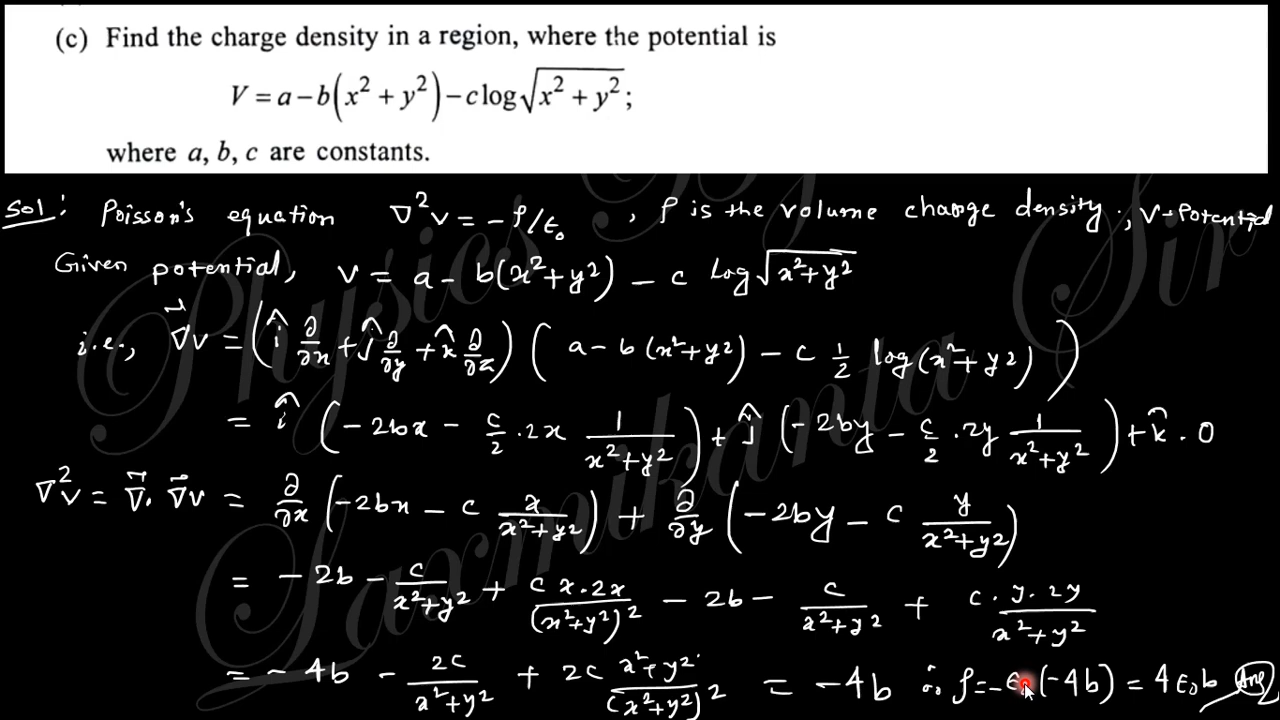 (c) Find the charge density in a region, where the potential is
V = a – b(x² + y²) – c log √(x² + y²) ;
where a, b, c are constants.
Sol: Poisson's equation ∇²V = - ρ/ε₀ , ρ is the volume charge density, V → Potential
Given potential, V = a - b(x²+y²) - c log √(x²+y²)
i.e., ∇⃗V = (î ∂/∂x + ĵ ∂/∂y + k̂ ∂/∂z) (a - b(x²+y²) - c 1/2 log(x²+y²))
= î (-2bx - c/2 · 2x 1/(x²+y²)) + ĵ (-2by - c/2 · 2y 1/(x²+y²)) + k̂ · 0
∇²V = ∇⃗ · ∇⃗V = ∂/∂x (-2bx - c x/(x²+y²)) + ∂/∂y (-2by - c y/(x²+y²))
= -2b - c/(x²+y²) + c x·2x/(x²+y²)² - 2b - c/(x²+y²) + c·y·2y/(x²+y²)
= -4b - 2c/(x²+y²) + 2c (x²+y²)/(x²+y²)² = -4b ∴ ρ = -ε₀(-4b) = 4ε₀b Ans
Physics By
Laxmikanta Sir